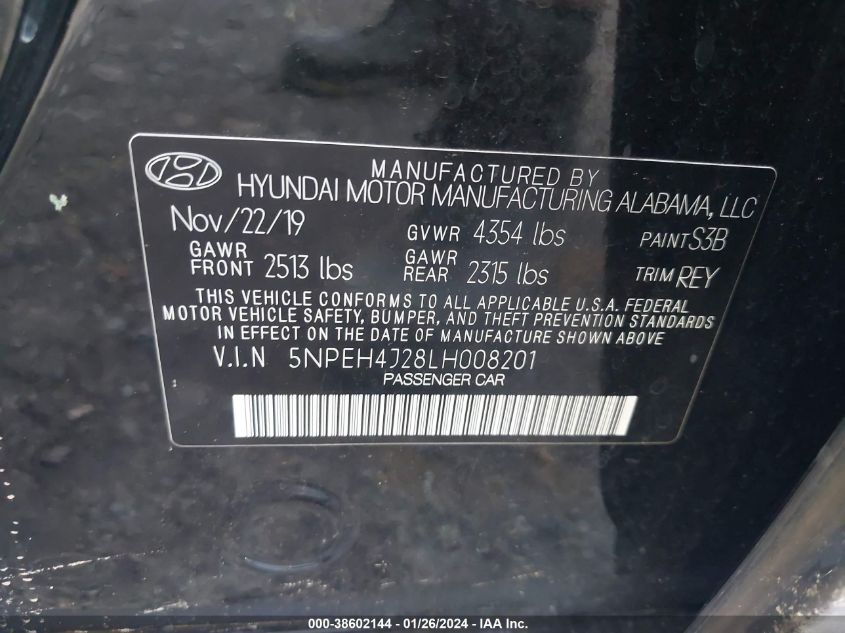 MANUFACTURED BY
HYUNDAI MOTOR MANUFACTURING ALABAMA, LLC
Nov/22/19 GVWR 4354 lbs PAINT S3B
GAWR FRONT 2513 lbs GAWR REAR 2315 lbs TRIM REY
THIS VEHICLE CONFORMS TO ALL APPLICABLE U.S.A. FEDERAL
MOTOR VEHICLE SAFETY, BUMPER, AND THEFT PREVENTION STANDARDS
IN EFFECT ON THE DATE OF MANUFACTURE SHOWN ABOVE
V.I.N 5NPEH4J28LH008201
PASSENGER CAR
000-38602144 - 01/26/2024 - IAA Inc.